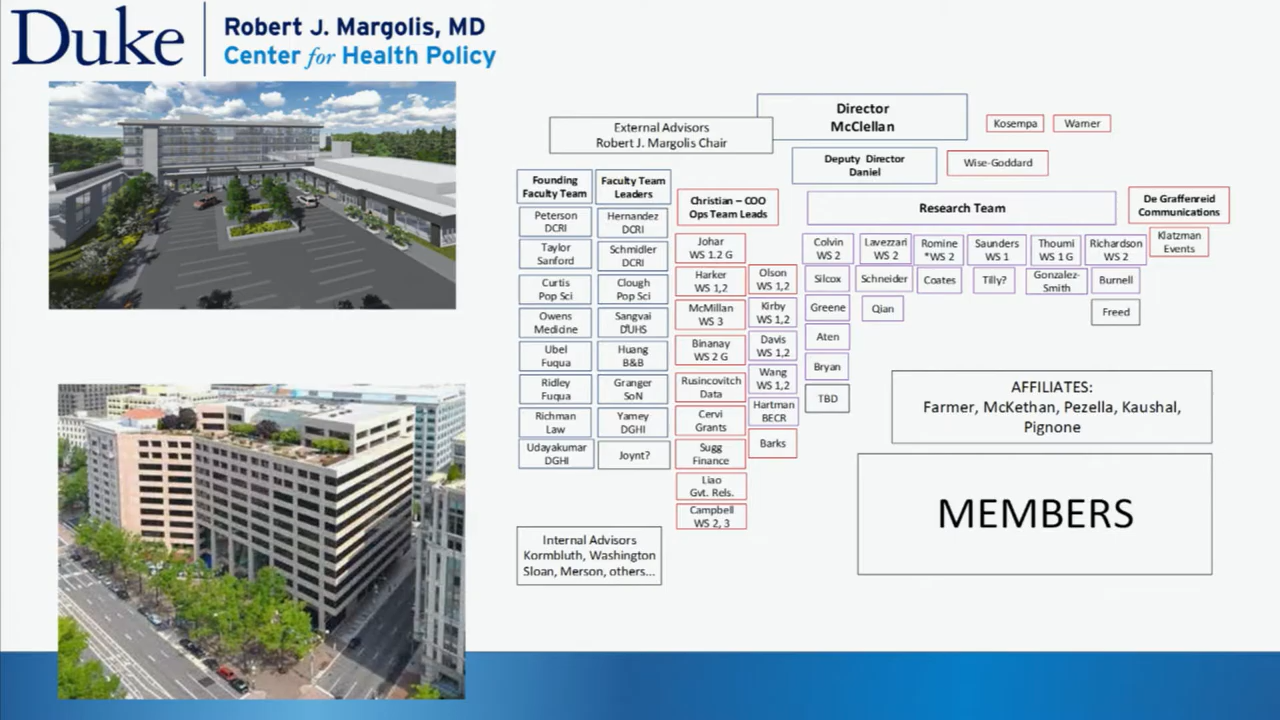 Duke
Robert J. Margolis, MD
Center for Health Policy
Director
McClellan
Kosempa
Warner
External Advisors
Robert J. Margolis Chair
Deputy Director
Daniel
Wise-Goddard
Founding
Faculty Team
Faculty Team
Leaders
Christian – COO
Ops Team Leads
Research Team
De Graffenreid
Communications
Peterson
DCRI
Taylor
Sanford
Curtis
Pop Sci
Owens
Medicine
Ubel
Fuqua
Ridley
Fuqua
Richman
Law
Udayakumar
DGHI
Hernandez
DCRI
Schmidler
DCRI
Clough
Pop Sci
Sangvai
DUHS
Huang
B&B
Granger
SoN
Yamey
DGHI
Joynt?
Johar
WS 1.2 G
Harker
WS 1,2
McMillan
WS 3
Binanay
WS 2 G
Rusincovitch
Data
Cervi
Grants
Sugg
Finance
Liao
Gvt. Rels.
Campbell
WS 2, 3
Olson
WS 1,2
Kirby
WS 1,2
Davis
WS 1,2
Wang
WS 1,2
Hartman
BECR
Barks
Colvin
WS 2
Silcox
Greene
Aten
Bryan
TBD
Lavezzari
WS 2
Schneider
Qian
Romine
*WS 2
Coates
Saunders
WS 1
Tilly?
Thoumi
WS 1 G
Gonzalez-
Smith
Richardson
WS 2
Burnell
Freed
Klatzman
Events
AFFILIATES:
Farmer, McKethan, Pezella, Kaushal,
Pignone
MEMBERS
Internal Advisors
Kornbluth, Washington
Sloan, Merson, others...